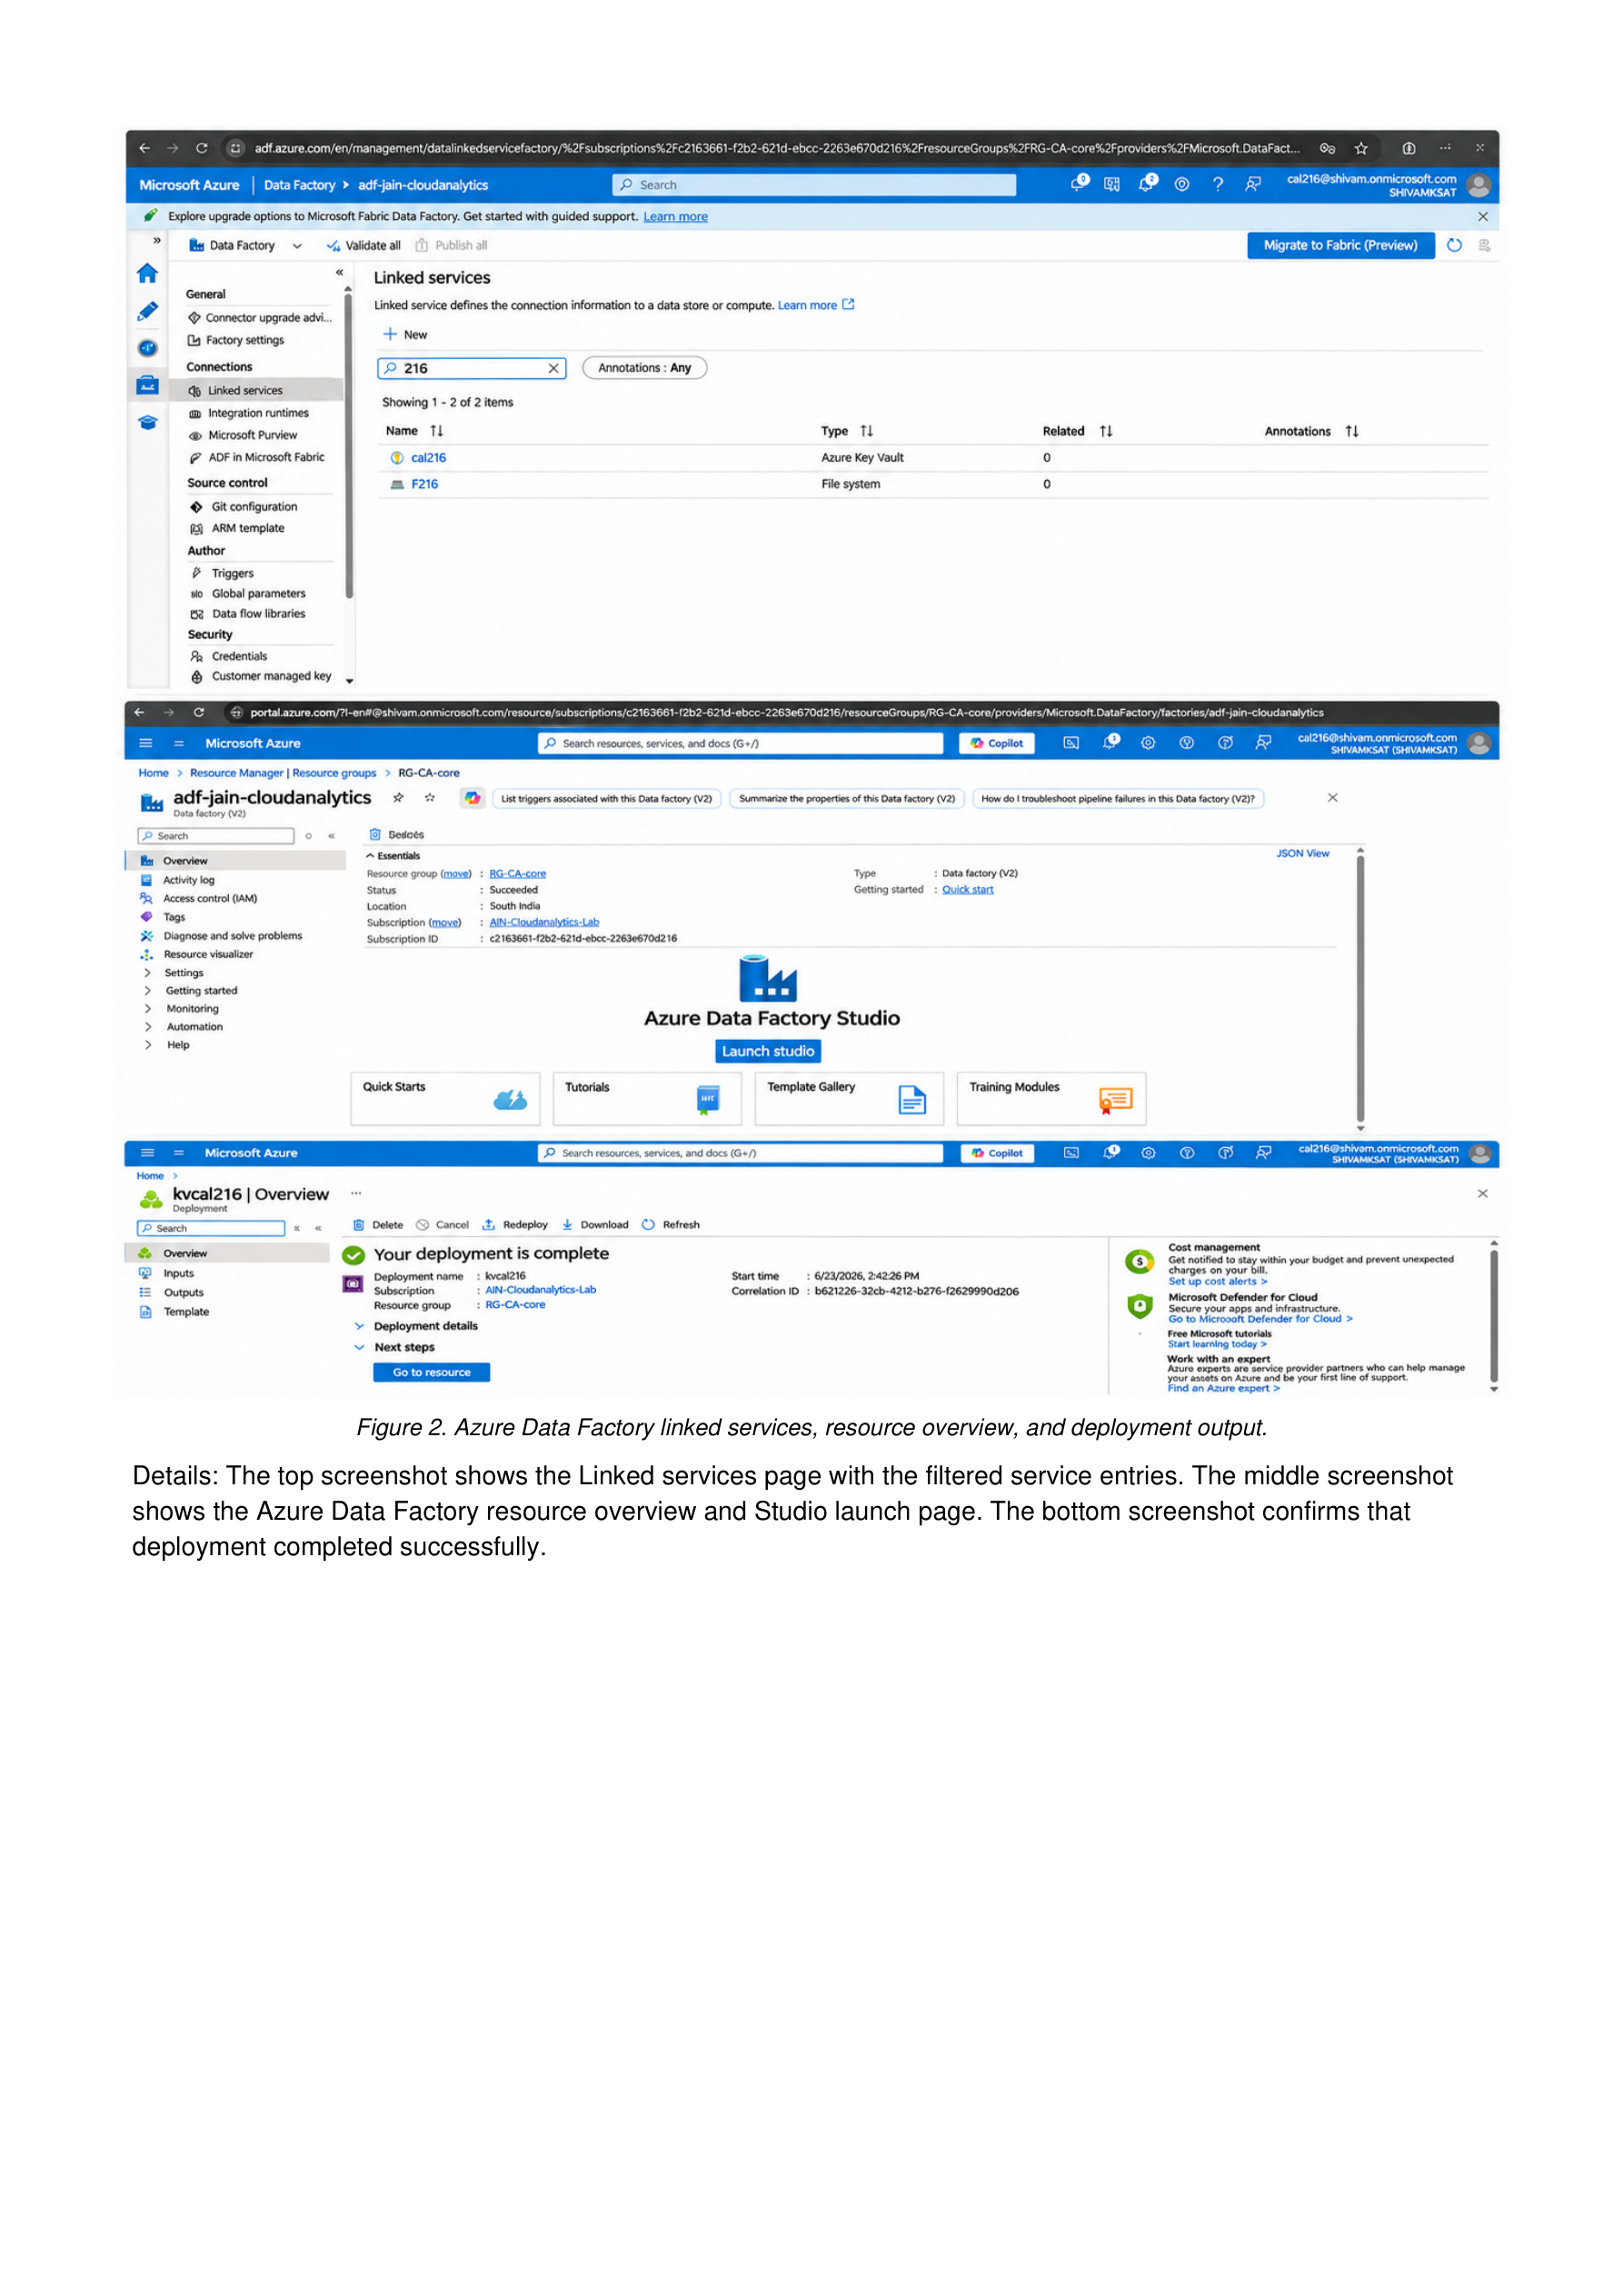 adf.azure.com/en/management/datalinkedservicefactory/%2Fsubscriptions%2Fc2163661-f2b2-621d-ebcc-2263e670d216%2FresourceGroups%2FRG-CA-core%2Fproviders%2FMicrosoft.DataFact...
Microsoft Azure | Data Factory > adf-jain-cloudanalytics Search ? cal216@shivam.onmicrosoft.com
SHIVAMKSAT
Explore upgrade options to Microsoft Fabric Data Factory. Get started with guided support. Learn more
» Data Factory Validate all Publish all Migrate to Fabric (Preview)
«
General
Connector upgrade advi...
Factory settings
Connections
Linked services
Integration runtimes
Microsoft Purview
ADF in Microsoft Fabric
Source control
Git configuration
ARM template
Author
Triggers
Global parameters
Data flow libraries
Security
Credentials
Customer managed key
Linked services
Linked service defines the connection information to a data store or compute. Learn more
+ New
216 Annotations : Any
Showing 1 - 2 of 2 items
Name Type Related Annotations
cal216 Azure Key Vault 0
F216 File system 0
portal.azure.com/?l-en#@shivam.onmicrosoft.com/resource/subscriptions/c2163661-f2b2-621d-ebcc-2263e670d216/resourceGroups/RG-CA-core/providers/Microsoft.DataFactory/factories/adf-jain-cloudanalytics
Microsoft Azure Search resources, services, and docs (G+/) Copilot cal216@shivam.onmicrosoft.com
SHIVAMKSAT (SHIVAMKSAT)
Home > Resource Manager | Resource groups > RG-CA-core
adf-jain-cloudanalytics List triggers associated with this Data factory (V2) Summarize the properties of this Data factory (V2) How do I troubleshoot pipeline failures in this Data factory (V2)?
Data factory (V2)
Search «
Overview
Activity log
Access control (IAM)
Tags
Diagnose and solve problems
Resource visualizer
> Settings
> Getting started
> Monitoring
> Automation
> Help
Essentials JSON View
Resource group (move) : RG-CA-core Type : Data factory (V2)
Status : Succeeded Getting started : Quick start
Location : South India
Subscription (move) : AIN-Cloudanalytics-Lab
Subscription ID : c2163661-f2b2-621d-ebcc-2263e670d216
Azure Data Factory Studio
Launch studio
Quick Starts Tutorials Template Gallery Training Modules
Microsoft Azure Search resources, services, and docs (G+/) Copilot cal216@shivam.onmicrosoft.com
SHIVAMKSAT (SHIVAMKSAT)
Home >
kvcal216 | Overview ...
Deployment
Search « «
Overview
Inputs
Outputs
Template
Delete Cancel Redeploy Download Refresh
Your deployment is complete
Deployment name : kvcal216 Start time : 6/23/2026, 2:42:26 PM
Subscription : AIN-Cloudanalytics-Lab Correlation ID : b621226-32cb-4212-b276-f2629990d206
Resource group : RG-CA-core
Deployment details
Next steps
Go to resource
Cost management
Get notified to stay within your budget and prevent unexpected
charges on your bill.
Set up cost alerts >
Microsoft Defender for Cloud
Secure your apps and infrastructure.
Go to Microooft Defender for Cloud >
Free Microsoft tutorials
Start learning today >
Work with an expert
Azure experts are service provider partners who can help manage
your assets on Azure and be your first line of support.
Find an Azure expert >
Figure 2. Azure Data Factory linked services, resource overview, and deployment output.
Details: The top screenshot shows the Linked services page with the filtered service entries. The middle screenshot
shows the Azure Data Factory resource overview and Studio launch page. The bottom screenshot confirms that
deployment completed successfully.